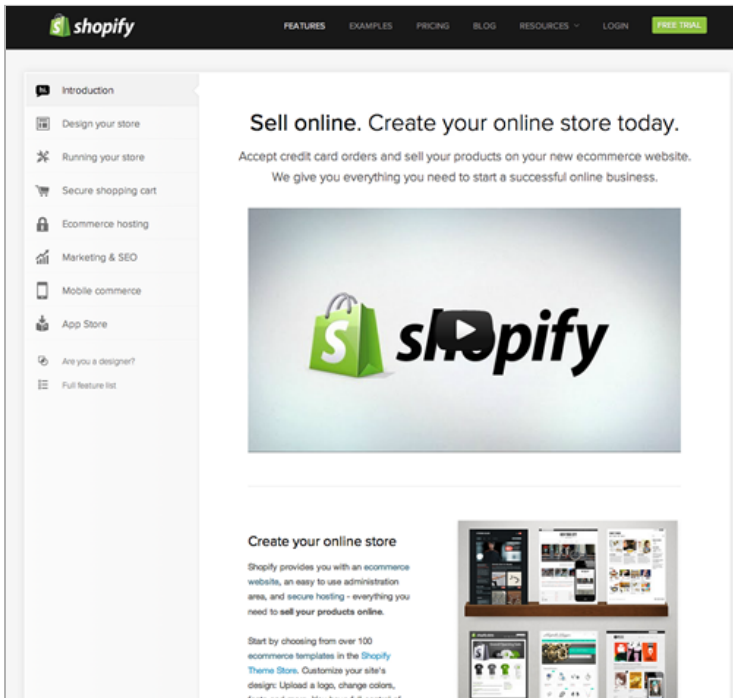 shopify
FEATURES EXAMPLES PRICING BLOG RESOURCES LOGIN FREE TRIAL
Introduction
Design your store
Running your store
Secure shopping cart
Ecommerce hosting
Marketing & SEO
Mobile commerce
App Store
Are you a designer?
Full feature list
Sell online. Create your online store today.
Accept credit card orders and sell your products on your new ecommerce website.
We give you everything you need to start a successful online business.
shopify
Create your online store
Shopify provides you with an ecommerce
website, an easy to use administration
area, and secure hosting - everything you
need to sell your products online.
Start by choosing from over 100
ecommerce templates in the Shopify
Theme Store. Customize your site's
design: Upload a logo, change colors,